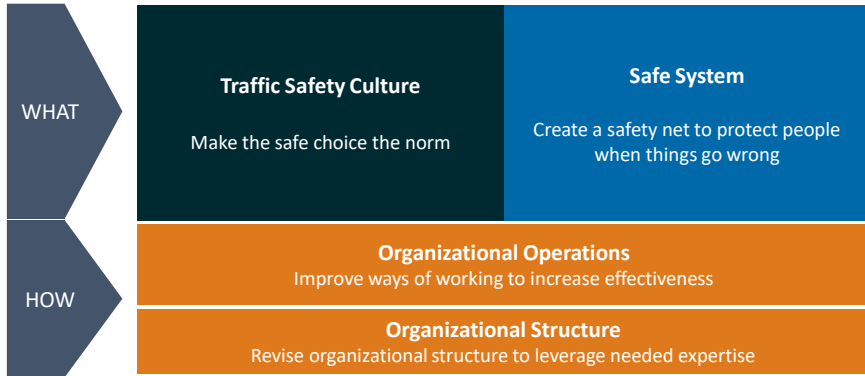 WHAT
Traffic Safety Culture
Make the safe choice the norm
Safe System
Create a safety net to protect people
when things go wrong
HOW
Organizational Operations
Improve ways of working to increase effectiveness
Organizational Structure
Revise organizational structure to leverage needed expertise